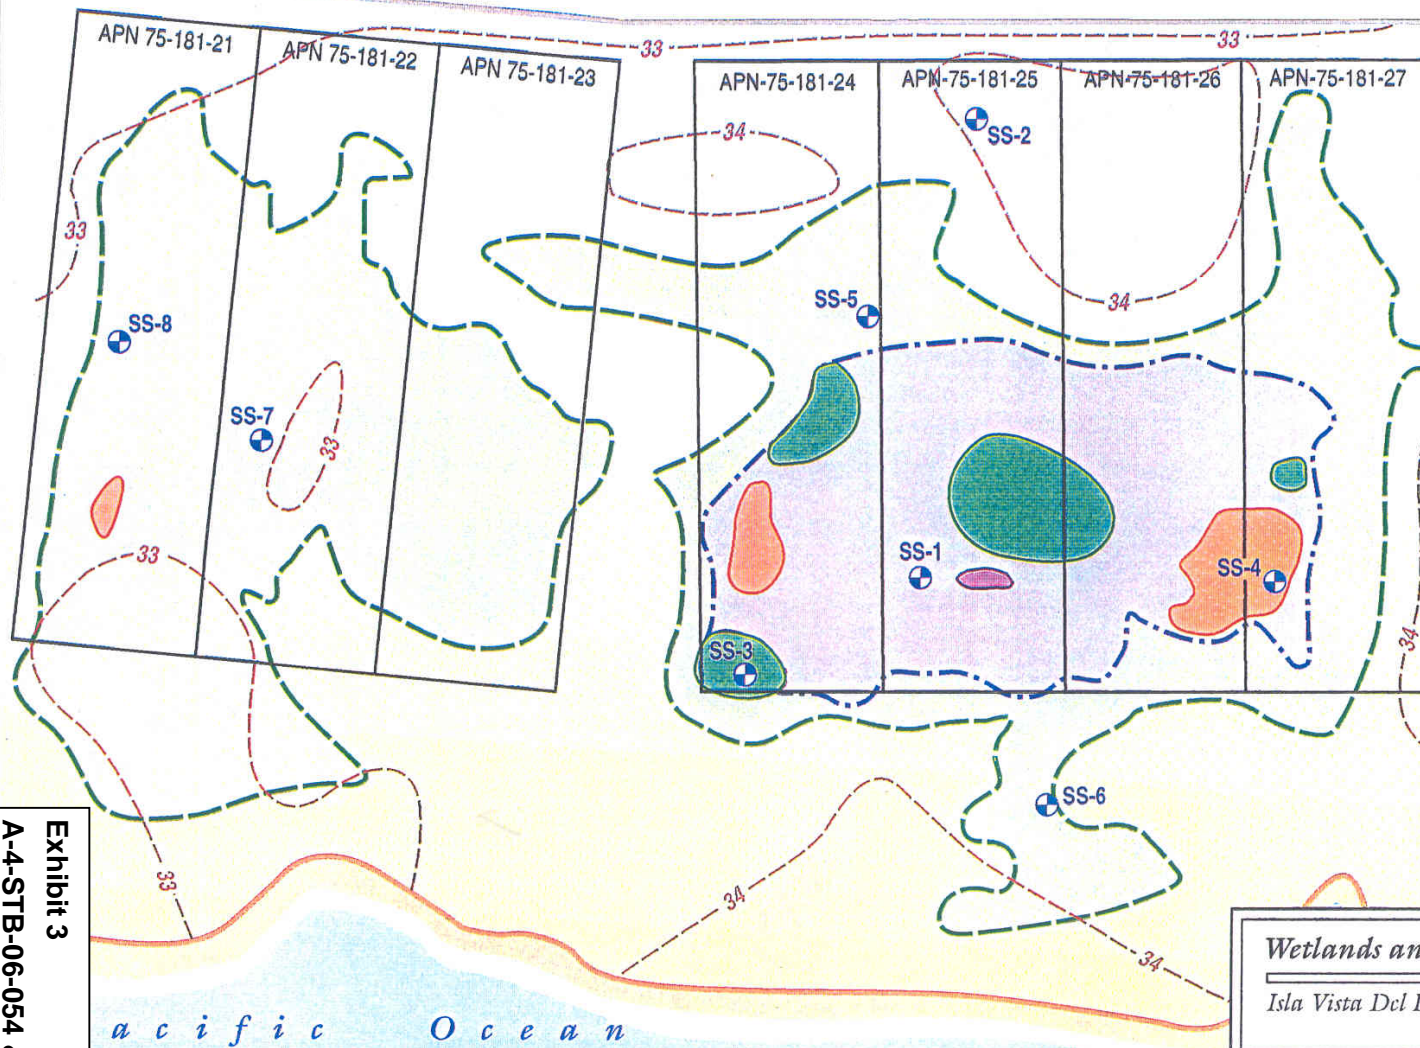 33
33
APN 75-181-21
APN 75-181-22
APN 75-181-23
APN-75-181-24
APN-75-181-25
APN-75-181-26
APN-75-181-27
34
SS-2
33
34
SS-5
SS-8
SS-7
33
SS-1
SS-4
33
SS-3
34
SS-6
33
34
34
Exhibit 3
A-4-STB-06-054
Wetlands an
Isla Vista Del
acific Ocean